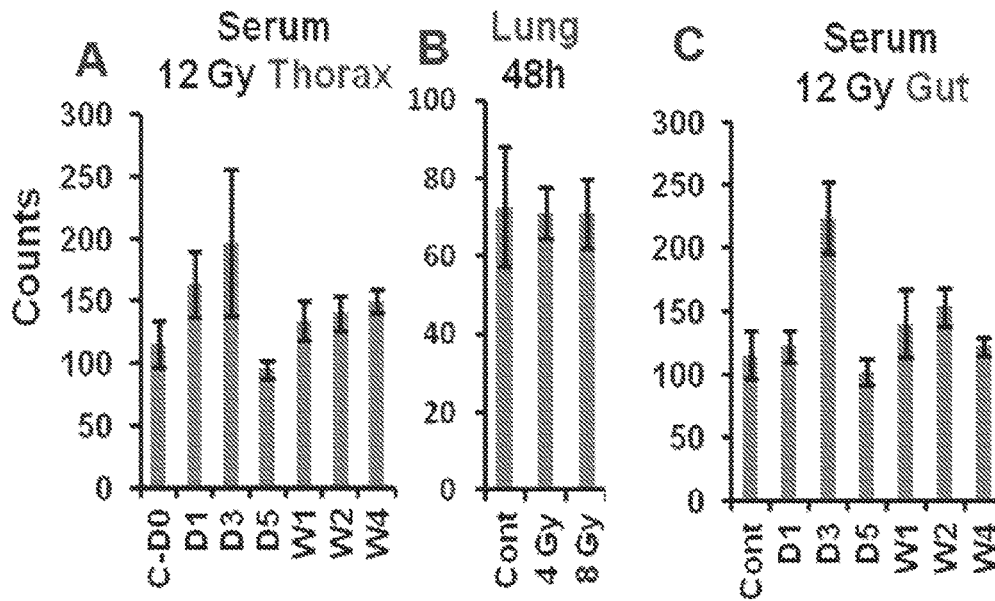 A
Serum
12 Gy Thorax
Counts
300
250
200
150
100
50
0
C-D0
D1
D3
D5
W1
W2
W4
B
Lung
48h
100
80
60
40
20
0
Cont
4 Gy
8 Gy
C
Serum
12 Gy Gut
300
250
200
150
100
50
0
Cont
D1
D3
D5
W1
W2
W4